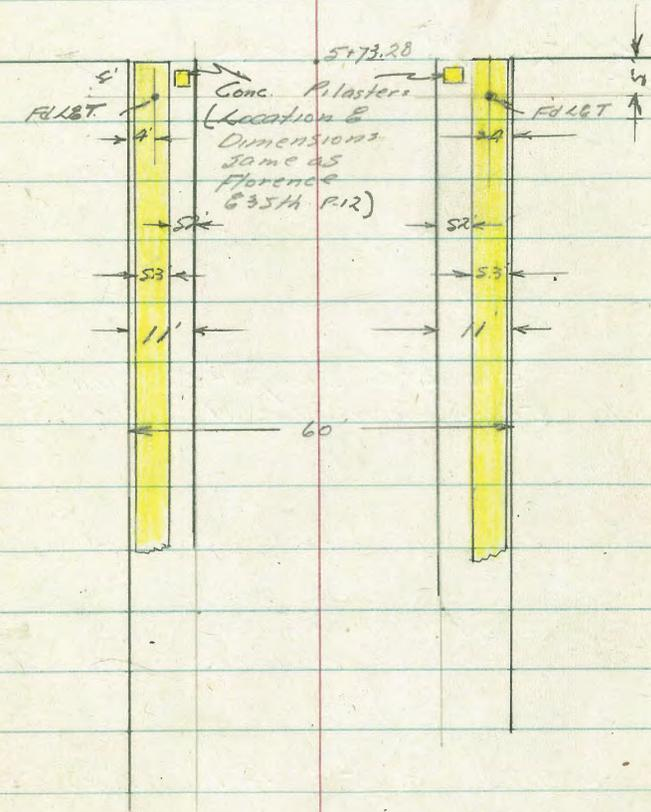 5+73.28
5'
5'
Conc. Pilasters
(Location &
Dimensions
same as
Florence
& 35th P-12)
Fd L&T
Fd L&T
4'
4'
5.2'
5.2'
5.3'
5.3'
11'
11'
60'